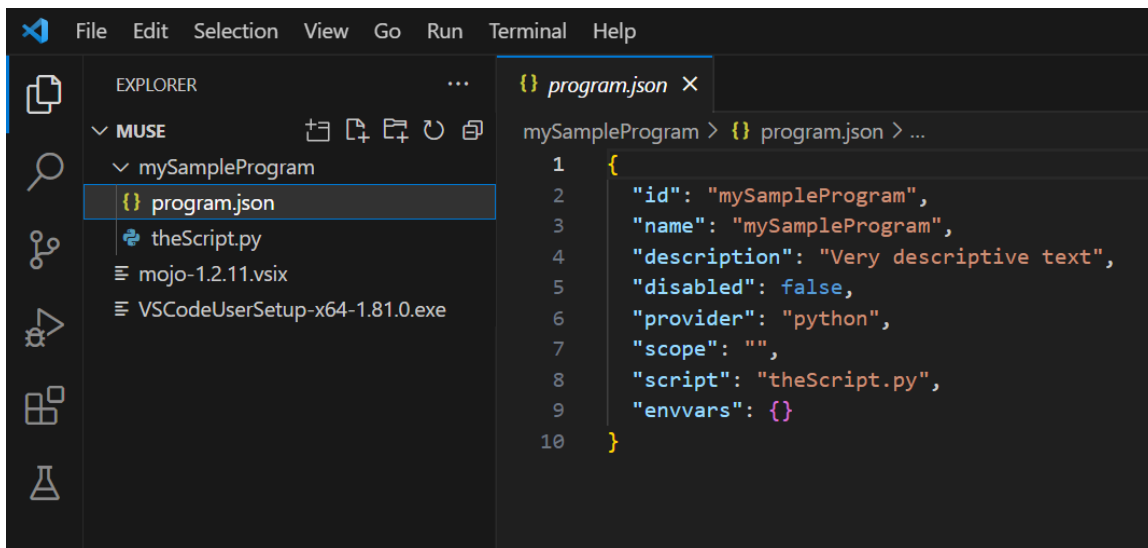 File Edit Selection View Go Run Terminal Help
EXPLORER
MUSE
mySampleProgram
{} program.json
theScript.py
mojo-1.2.11.vsix
VSCodeUserSetup-x64-1.81.0.exe
{} program.json
mySampleProgram > {} program.json > ...
1 {
2 "id": "mySampleProgram",
3 "name": "mySampleProgram",
4 "description": "Very descriptive text",
5 "disabled": false,
6 "provider": "python",
7 "scope": "",
8 "script": "theScript.py",
9 "envvars": {}
10 }